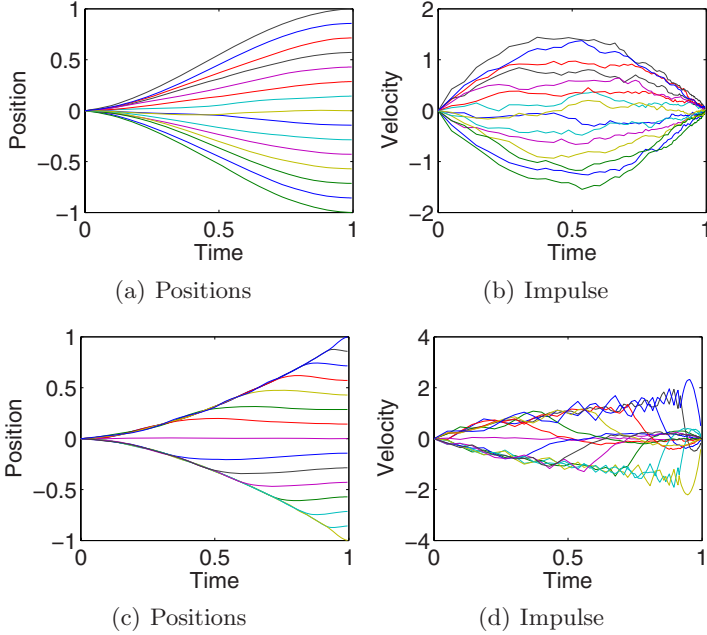 1
0.5
0
−0.5
−1
0
0.5
1
Position
Time
2
1
0
−1
−2
0
0.5
1
Velocity
Time
(a) Positions
(b) Impulse
1
0.5
0
−0.5
−1
0
0.5
1
Position
Time
4
2
0
−2
−4
0
0.5
1
Velocity
Time
(c) Positions
(d) Impulse